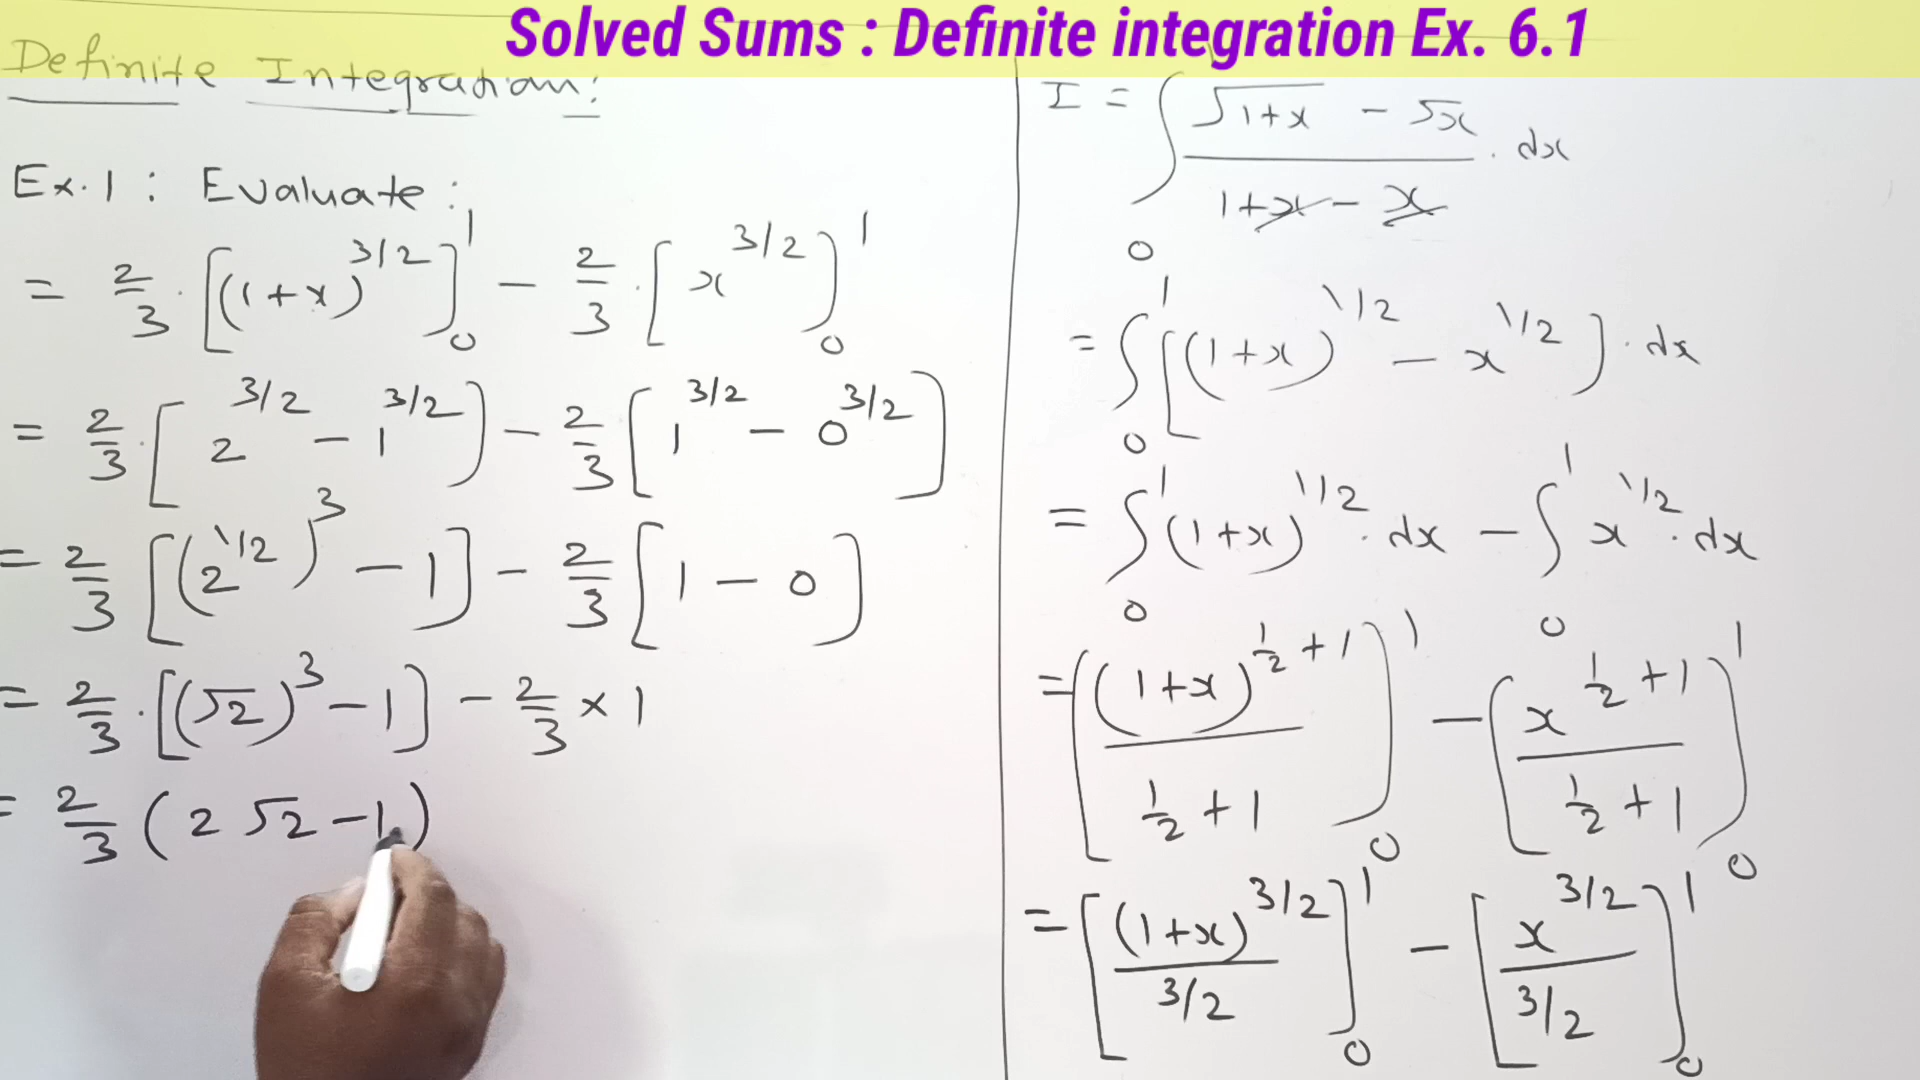 Solved Sums : Definite integration Ex. 6.1
Definite Integration:
Ex. 1 : Evaluate :
= 2/3 · [(1+x)^3/2]_0^1 - 2/3 · [x^3/2]_0^1
= 2/3 · [2^3/2 - 1^3/2] - 2/3 [1^3/2 - 0^3/2]
= 2/3 [(2^1/2)^3 - 1] - 2/3 [1 - 0]
= 2/3 · [(√2)^3 - 1] - 2/3 × 1
= 2/3 (2√2 - 1)
I = ∫_0 (√1+x - √x)/(1+x - x) · dx
= ∫_0^1 [(1+x)^1/2 - x^1/2] · dx
= ∫_0^1 (1+x)^1/2 · dx - ∫_0^1 x^1/2 · dx
= [(1+x)^(1/2 + 1)/(1/2 + 1)]_0^1 - [x^(1/2 + 1)/(1/2 + 1)]_0^1
= [(1+x)^3/2/(3/2)]_0^1 - [x^3/2/(3/2)]_0^1